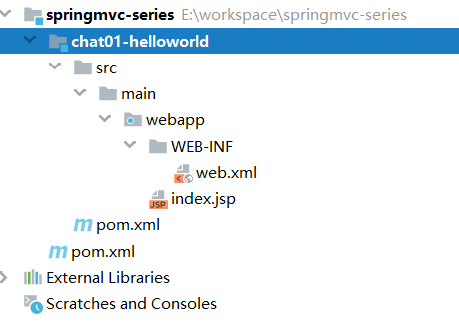 springmvc-series E:\workspace\springmvc-series
chat01-helloworld
src
main
webapp
WEB-INF
web.xml
JSP index.jsp
m pom.xml
m pom.xml
External Libraries
Scratches and Consoles